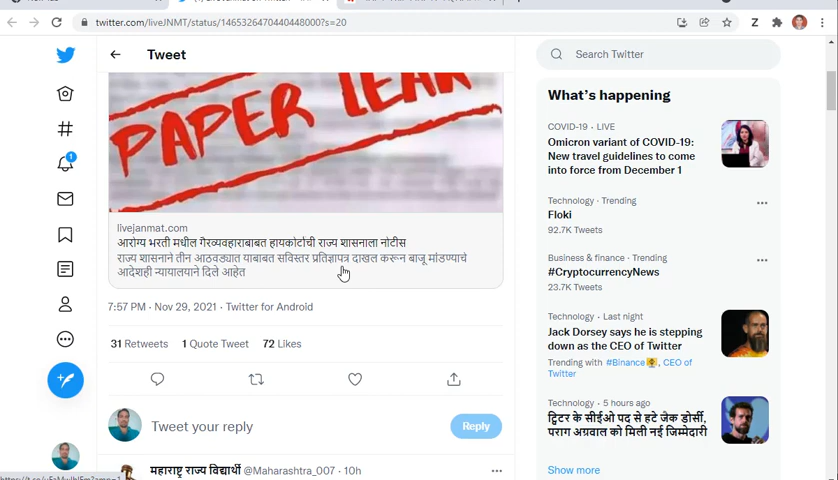 twitter.com/liveJNMT/status/1465326470440448000?s=20
Tweet
Search Twitter
PAPER LEAK
livejanmat.com
आरोग्य भरती मधील गैरव्यवहाराबाबत हायकोर्टाची राज्य शासनाला नोटीस
राज्य शासनाने तीन आठवड्यात याबाबत सविस्तर प्रतिज्ञापत्र दाखल करून बाजू मांडण्याचे
आदेशही न्यायालयाने दिले आहेत
7:57 PM · Nov 29, 2021 · Twitter for Android
31 Retweets 1 Quote Tweet 72 Likes
Tweet your reply
Reply
महाराष्ट्र राज्य विद्यार्थी @Maharashtra_007 · 10h
What's happening
COVID-19 · LIVE
Omicron variant of COVID-19:
New travel guidelines to come
into force from December 1
Technology · Trending
Floki
92.7K Tweets
Business & finance · Trending
#CryptocurrencyNews
23.7K Tweets
Technology · Last night
Jack Dorsey says he is stepping
down as the CEO of Twitter
Trending with #Binance, CEO of
Twitter
Technology · 5 hours ago
ट्विटर के सीईओ पद से हटे जैक डोर्सी,
पराग अग्रवाल को मिली नई जिम्मेदारी
Show more